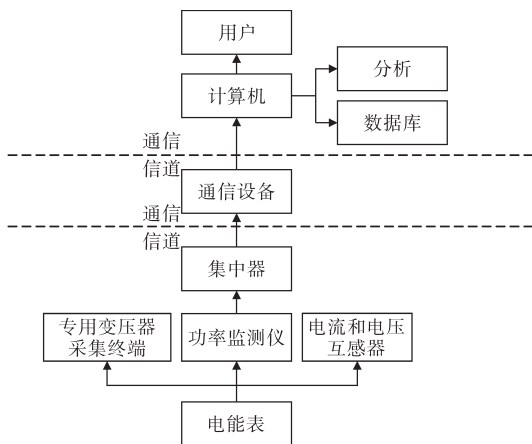 用户
计算机
分析
数据库
通信
信道
通信设备
通信
信道
集中器
专用变压器
采集终端
功率监测仪
电流和电压
互感器
电能表